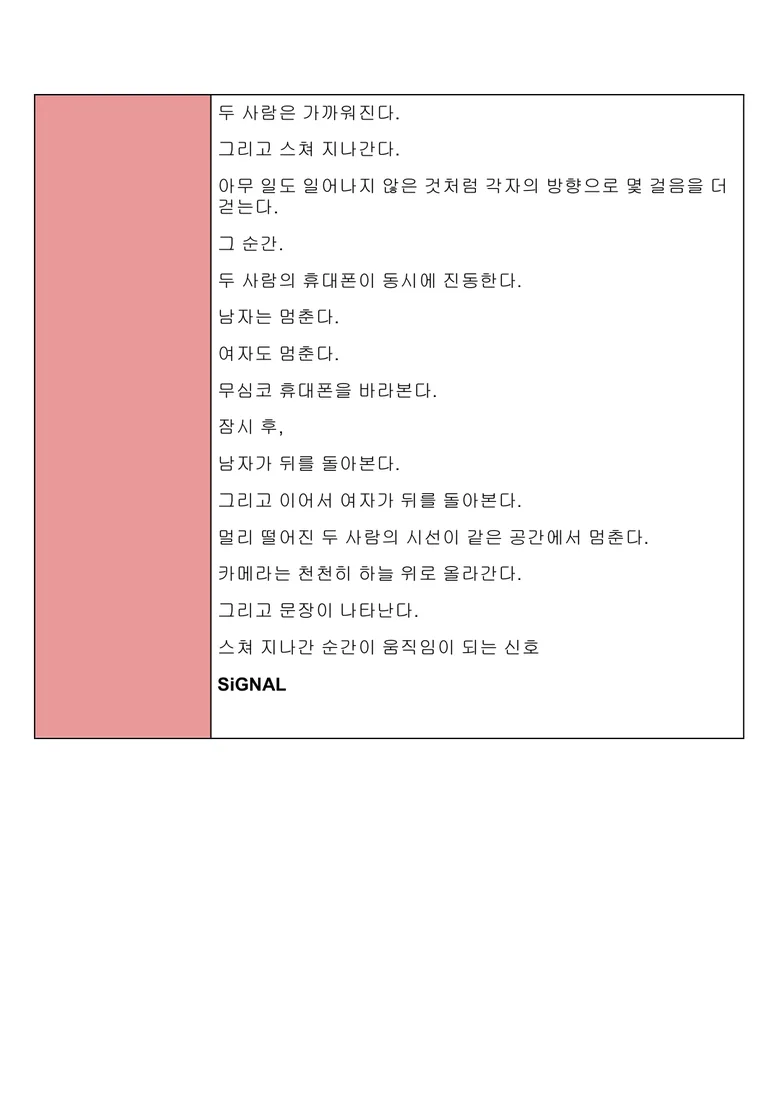 두 사람은 가까워진다.
그리고 스쳐 지나간다.
아무 일도 일어나지 않은 것처럼 각자의 방향으로 몇 걸음을 더
걷는다.
그 순간.
두 사람의 휴대폰이 동시에 진동한다.
남자는 멈춘다.
여자도 멈춘다.
무심코 휴대폰을 바라본다.
잠시 후,
남자가 뒤를 돌아본다.
그리고 이어서 여자가 뒤를 돌아본다.
멀리 떨어진 두 사람의 시선이 같은 공간에서 멈춘다.
카메라는 천천히 하늘 위로 올라간다.
그리고 문장이 나타난다.
스쳐 지나간 순간이 움직임이 되는 신호
SiGNAL